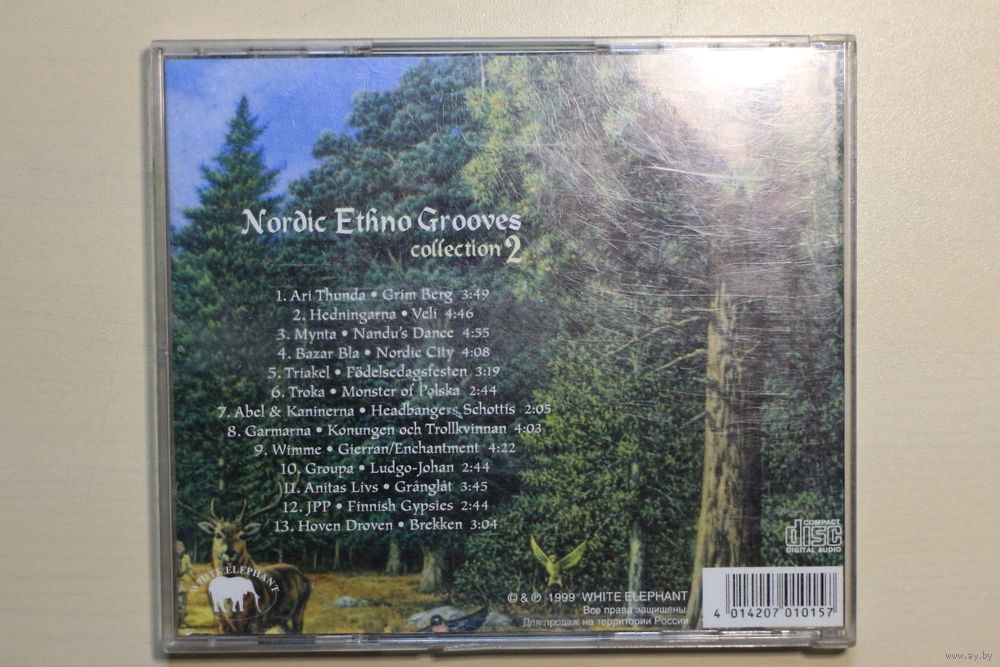 Nordic Ethno Grooves
collection 2
1. Ari Thunda • Grim Berg 3:49
2. Hedningarna • Veli 4:46
3. Mynta • Nandu's Dance 4:55
4. Bazar Bla • Nordic City 4:08
5. Triakel • Födelsedagsfesten 3:19
6. Troka • Monster of Polska 2:44
7. Abel & Kaninerna • Headbangers Schottis 2:05
8. Garmarna • Konungen och Trollkvinnan 4:03
9. Wimme • Gierran/Enchantment 4:22
10. Groupa • Ludgo-Johan 2:44
11. Anitas Livs • Grånglåt 3:45
12. JPP • Finnish Gypsies 2:44
13. Hoven Droven • Brekken 3:04
COMPACT
disc
DIGITAL AUDIO
WHITE ELEPHANT
© & ℗ 1999 WHITE ELEPHANT
Все права защищены.
Для продаж на территории России
4 014207 010157
www.ay.by